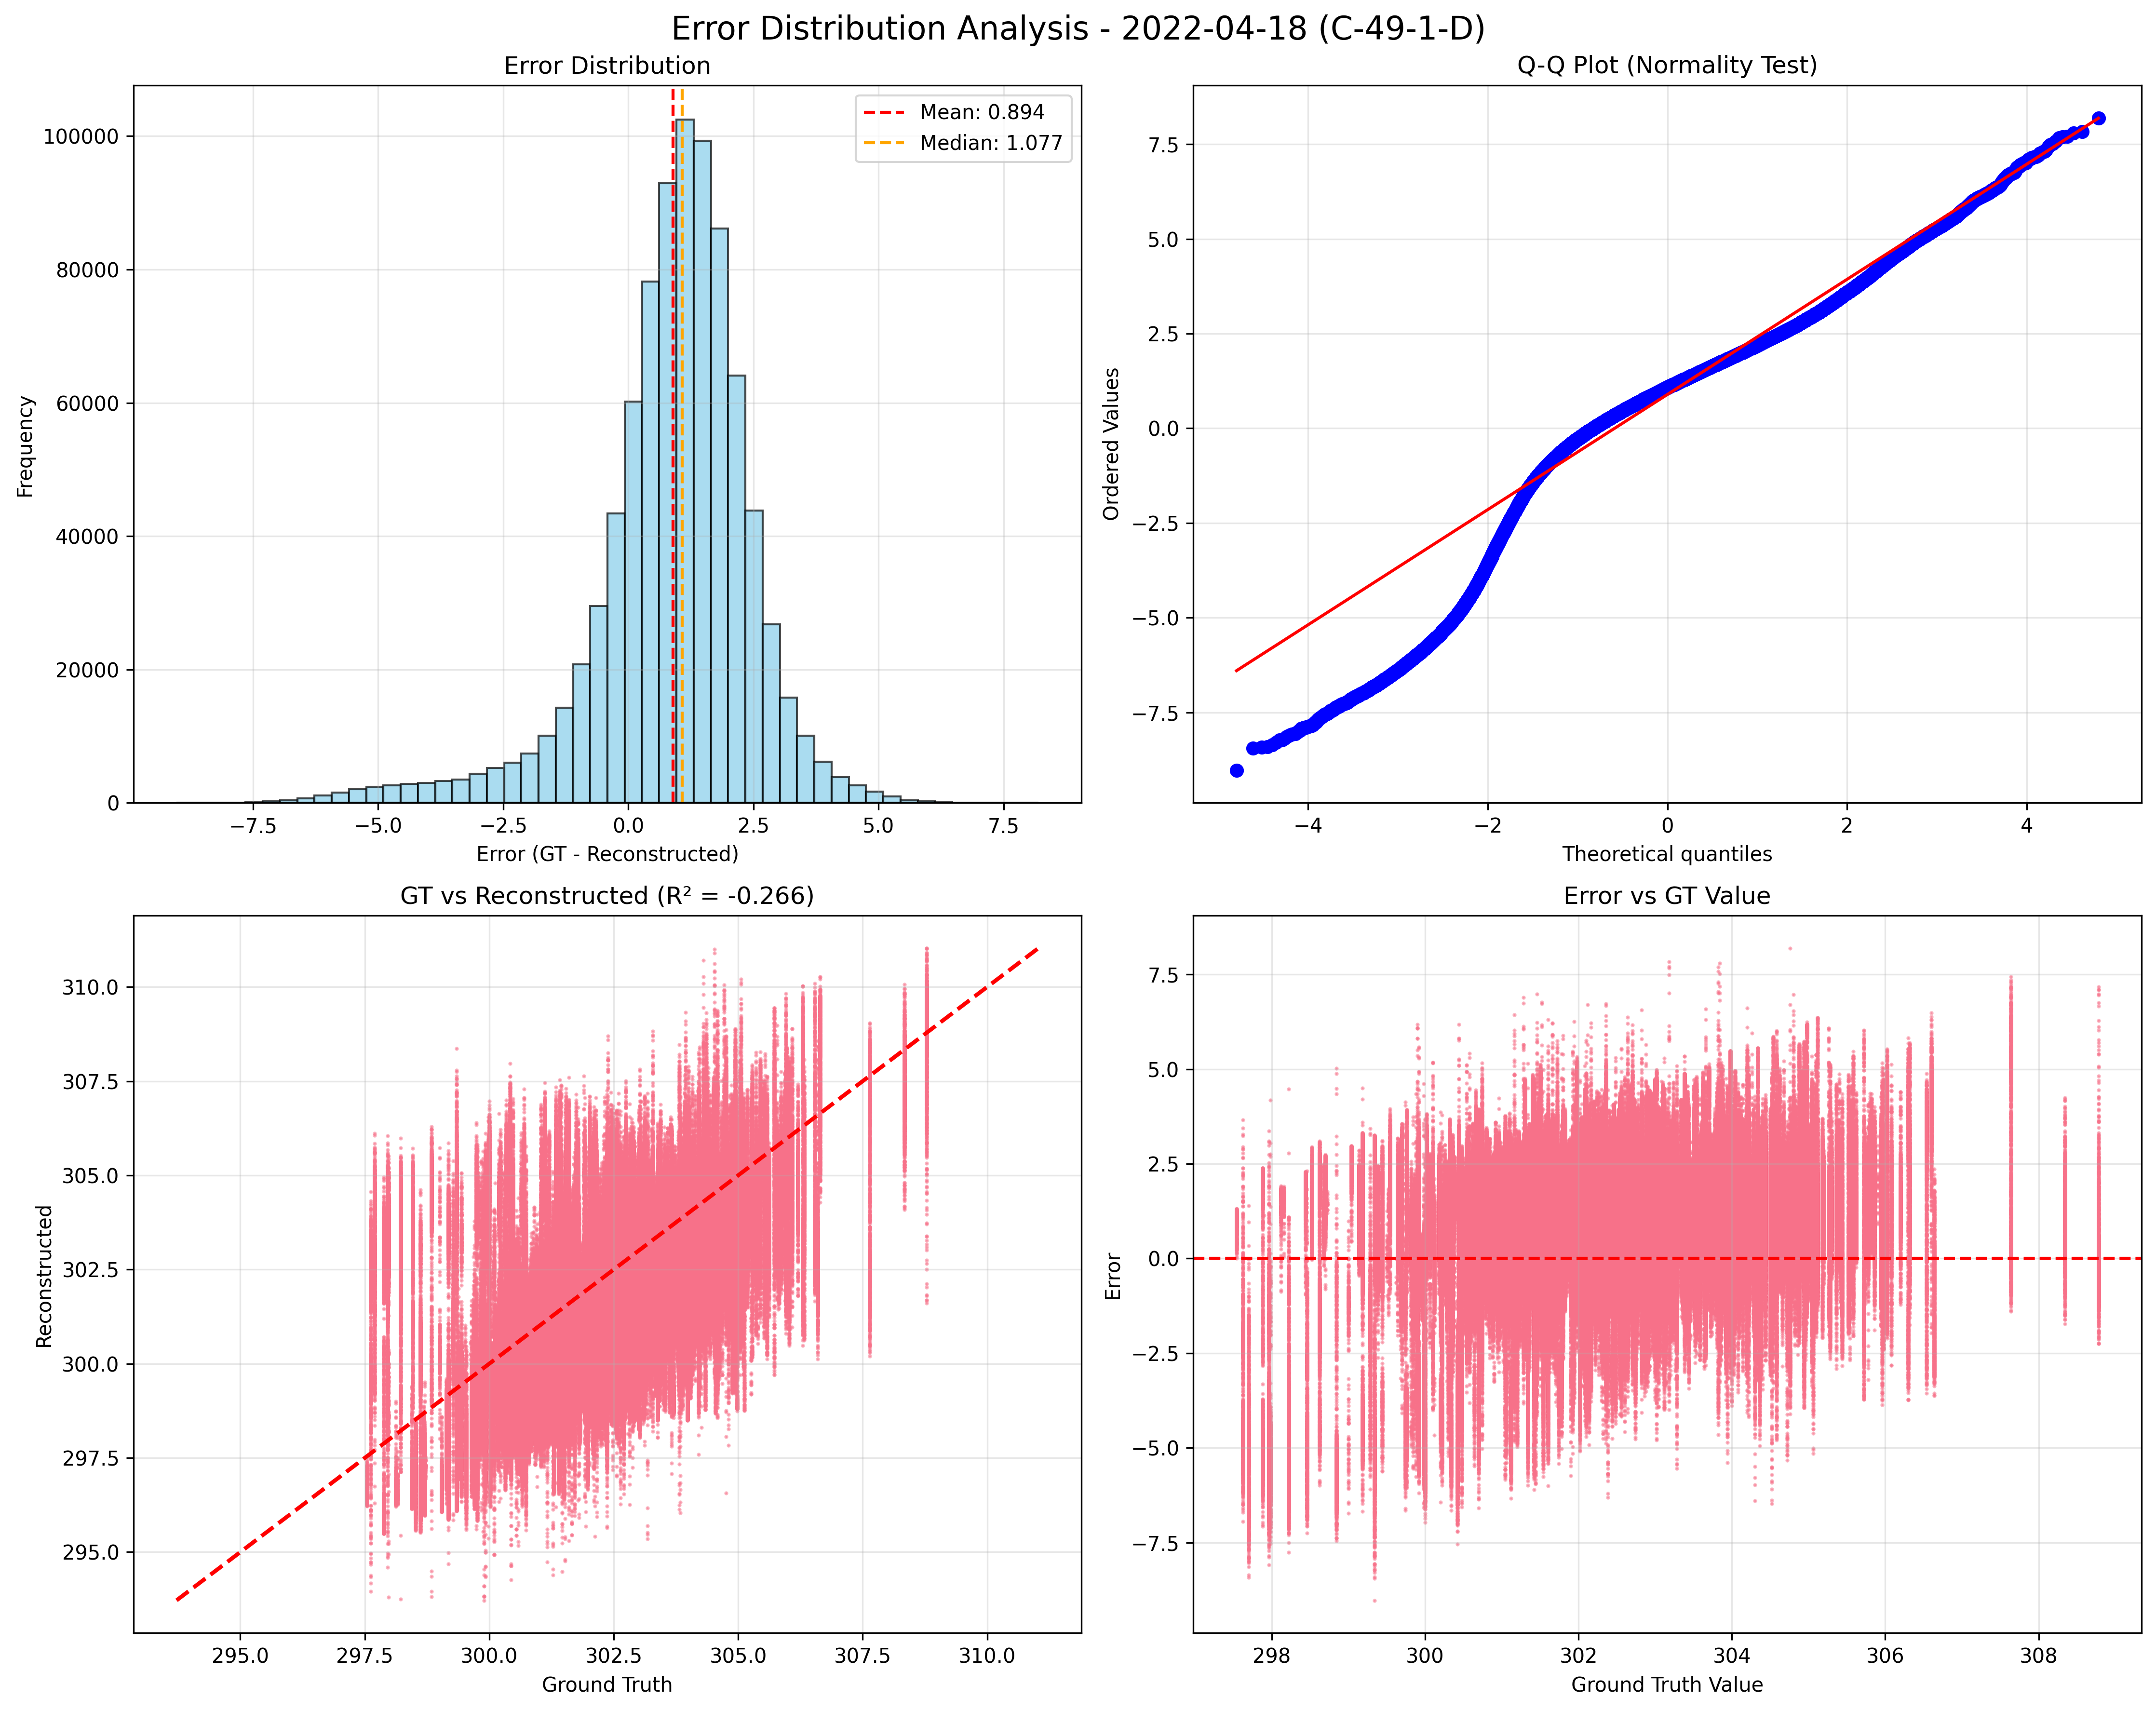 Error Distribution Analysis - 2022-04-18 (C-49-1-D)
Error Distribution
Mean: 0.894
Median: 1.077
Frequency
100000
80000
60000
40000
20000
0
−7.5 −5.0 −2.5 0.0 2.5 5.0 7.5
Error (GT - Reconstructed)
Q-Q Plot (Normality Test)
Ordered Values
7.5
5.0
2.5
0.0
−2.5
−5.0
−7.5
−4 −2 0 2 4
Theoretical quantiles
GT vs Reconstructed (R² = -0.266)
Reconstructed
310.0
307.5
305.0
302.5
300.0
297.5
295.0
295.0 297.5 300.0 302.5 305.0 307.5 310.0
Ground Truth
Error vs GT Value
Error
7.5
5.0
2.5
0.0
−2.5
−5.0
−7.5
298 300 302 304 306 308
Ground Truth Value